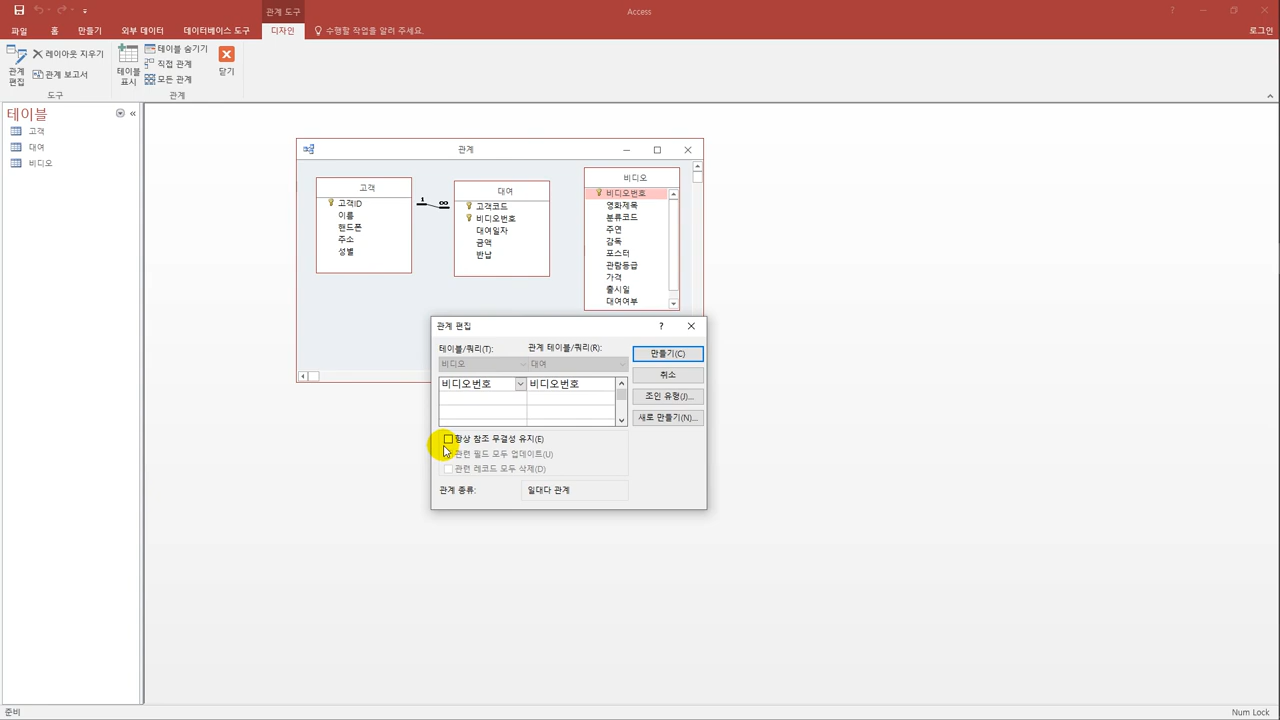 관계 도구
Access
파일
홈
만들기
외부 데이터
데이터베이스 도구
디자인
수행할 작업을 알려 주세요.
로그인
관계
편집
레이아웃 지우기
관계 보고서
도구
테이블
표시
테이블 숨기기
직접 관계
모든 관계
관계
닫기
테이블
고객
대여
비디오
관계
고객
고객ID
이름
핸드폰
주소
성별
1
∞
대여
고객코드
비디오번호
대여일자
금액
반납
비디오
비디오번호
영화제목
분류코드
주연
감독
포스터
관람등급
가격
출시일
대여여부
관계 편집
테이블/쿼리(T):
관계 테이블/쿼리(R):
비디오
대여
비디오번호
비디오번호
만들기(C)
취소
조인 유형(J)...
새로 만들기(N)...
항상 참조 무결성 유지(E)
관련 필드 모두 업데이트(U)
관련 레코드 모두 삭제(D)
관계 종류:
일대다 관계
준비
Num Lock